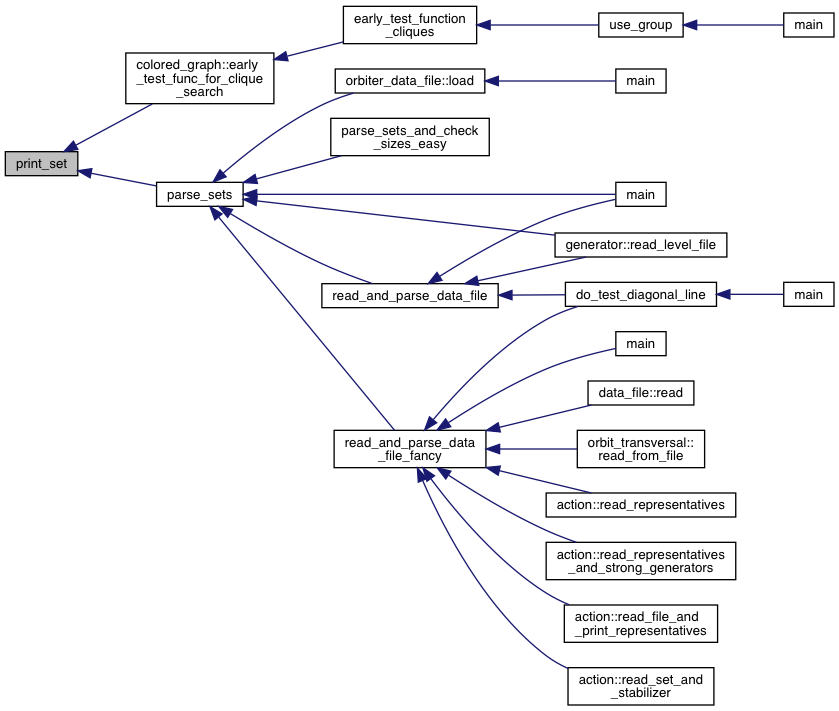 early_test_function
_cliques
use_group
main
colored_graph::early
_test_func_for_clique
_search
orbiter_data_file::load
main
parse_sets_and_check
_sizes_easy
print_set
parse_sets
main
generator::read_level_file
read_and_parse_data_file
do_test_diagonal_line
main
main
data_file::read
read_and_parse_data
_file_fancy
orbit_transversal::
read_from_file
action::read_representatives
action::read_representatives
_and_strong_generators
action::read_file_and
_print_representatives
action::read_set_and
_stabilizer